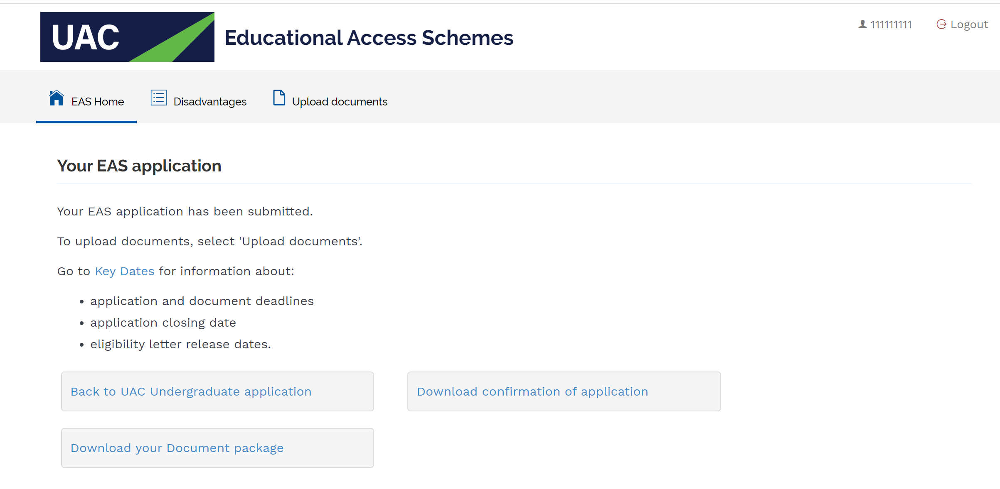 UAC
Educational Access Schemes
111111111
Logout
EAS Home
Disadvantages
Upload documents
Your EAS application
Your EAS application has been submitted.
To upload documents, select 'Upload documents'.
Go to Key Dates for information about:
• application and document deadlines
• application closing date
• eligibility letter release dates.
Back to UAC Undergraduate application
Download confirmation of application
Download your Document package